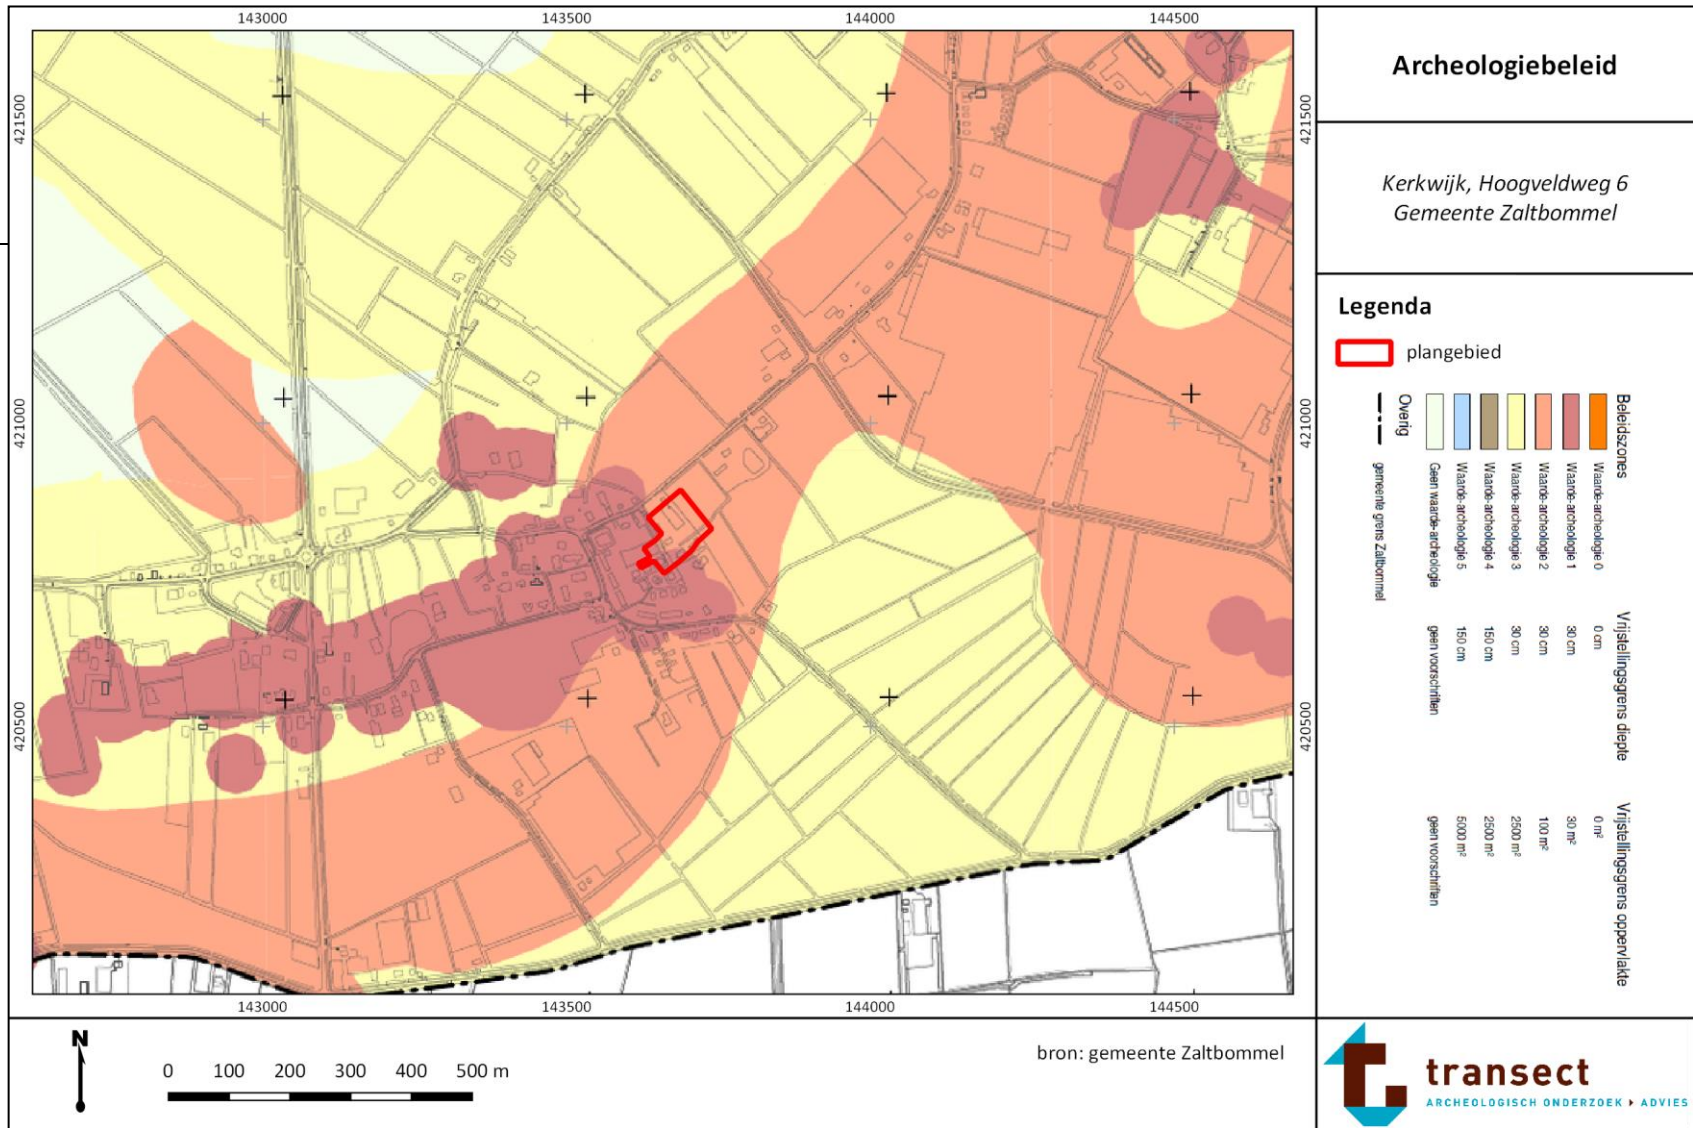 143000 143500 144000 144500
421500 421500
421000 421000
420500 420500
143000 143500 144000 144500
N
0 100 200 300 400 500 m
bron: gemeente Zaltbommel
Archeologiebeleid
Kerkwijk, Hoogveldweg 6
Gemeente Zaltbommel
Legenda
plangebied
Beleidszones Vrijstellingsgrens diepte Vrijstellingsgrens oppervlakte
Waarde-archeologie 0 0 cm 0 m²
Waarde-archeologie 1 30 cm 30 m²
Waarde-archeologie 2 30 cm 100 m²
Waarde-archeologie 3 30 cm 2500 m²
Waarde-archeologie 4 150 cm 2500 m²
Waarde-archeologie 5 150 cm 5000 m²
Geen waarde-archeologie geen voorschriften geen voorschriften
Overig
gemeente grens Zaltbommel
transect
ARCHEOLOGISCH ONDERZOEK ADVIES